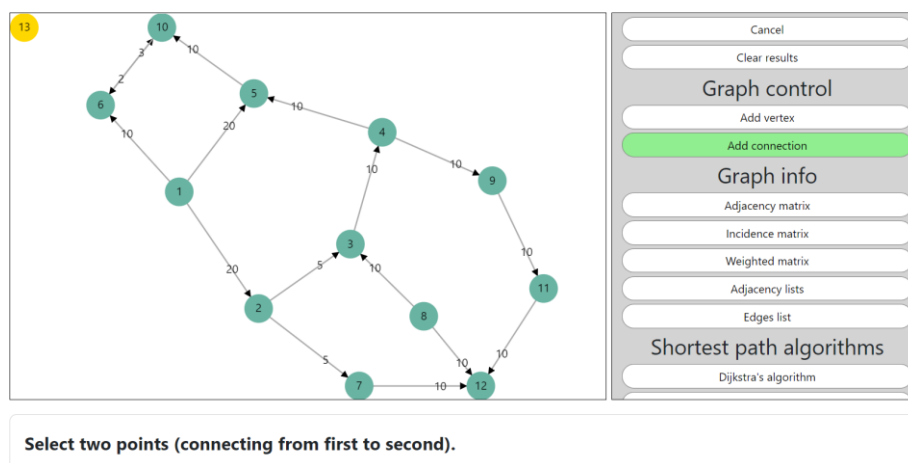 13
10
10
3
2
5
6
10
20
10
4
10
10
9
1
3
20
5
10
10
11
2
8
5
10
10
7
10
12
Cancel
Clear results
Graph control
Add vertex
Add connection
Graph info
Adjacency matrix
Incidence matrix
Weighted matrix
Adjacency lists
Edges list
Shortest path algorithms
Dijkstra's algorithm
Select two points (connecting from first to second).